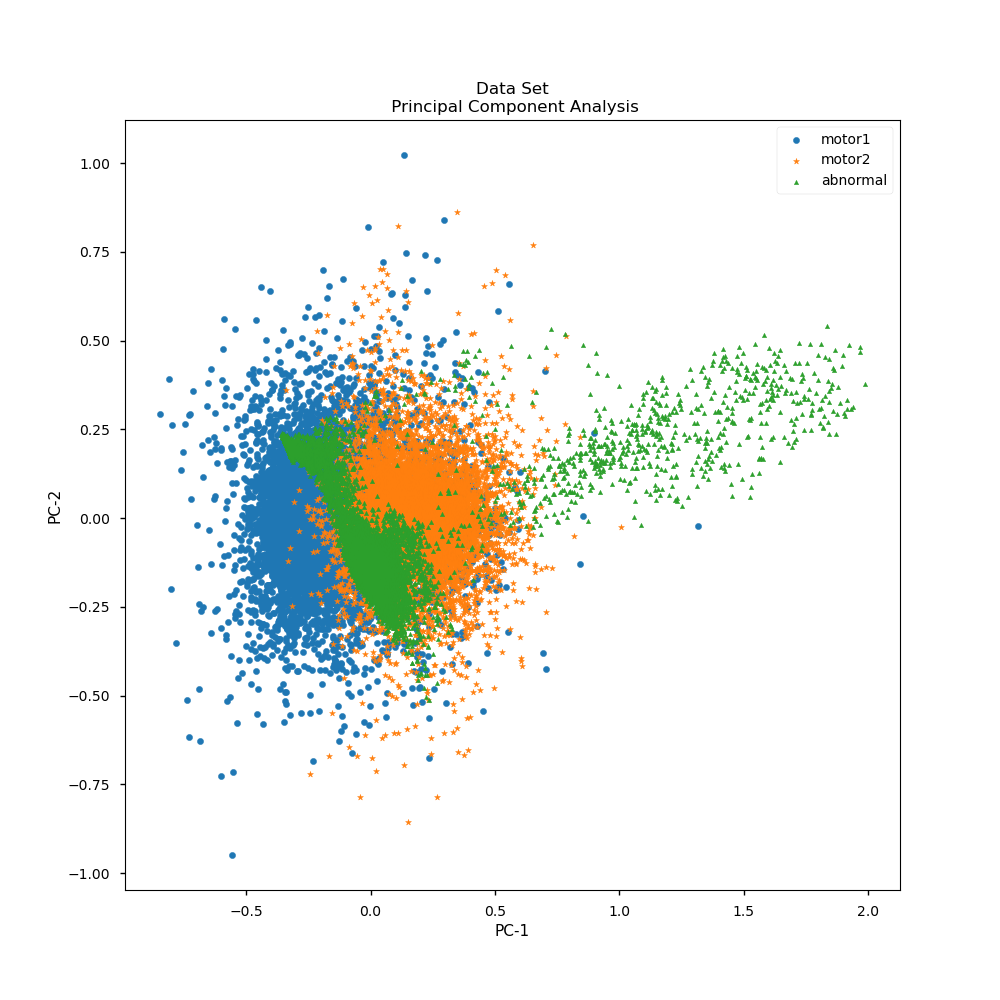 Data Set
Principal Component Analysis
motor1
motor2
abnormal
1.00
0.75
0.50
0.25
0.00
−0.25
−0.50
−0.75
−1.00
PC-2
−0.5
0.0
0.5
1.0
1.5
2.0
PC-1